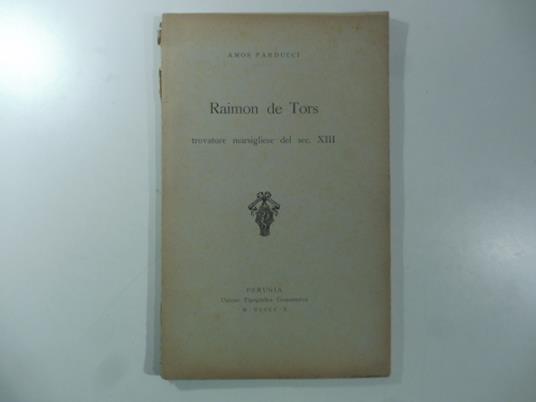 AMOS PARDUCCI
Raimon de Tors
trovatore marsigliese del sec. XIII
PERUGIA
Unione Tipografica Cooperativa